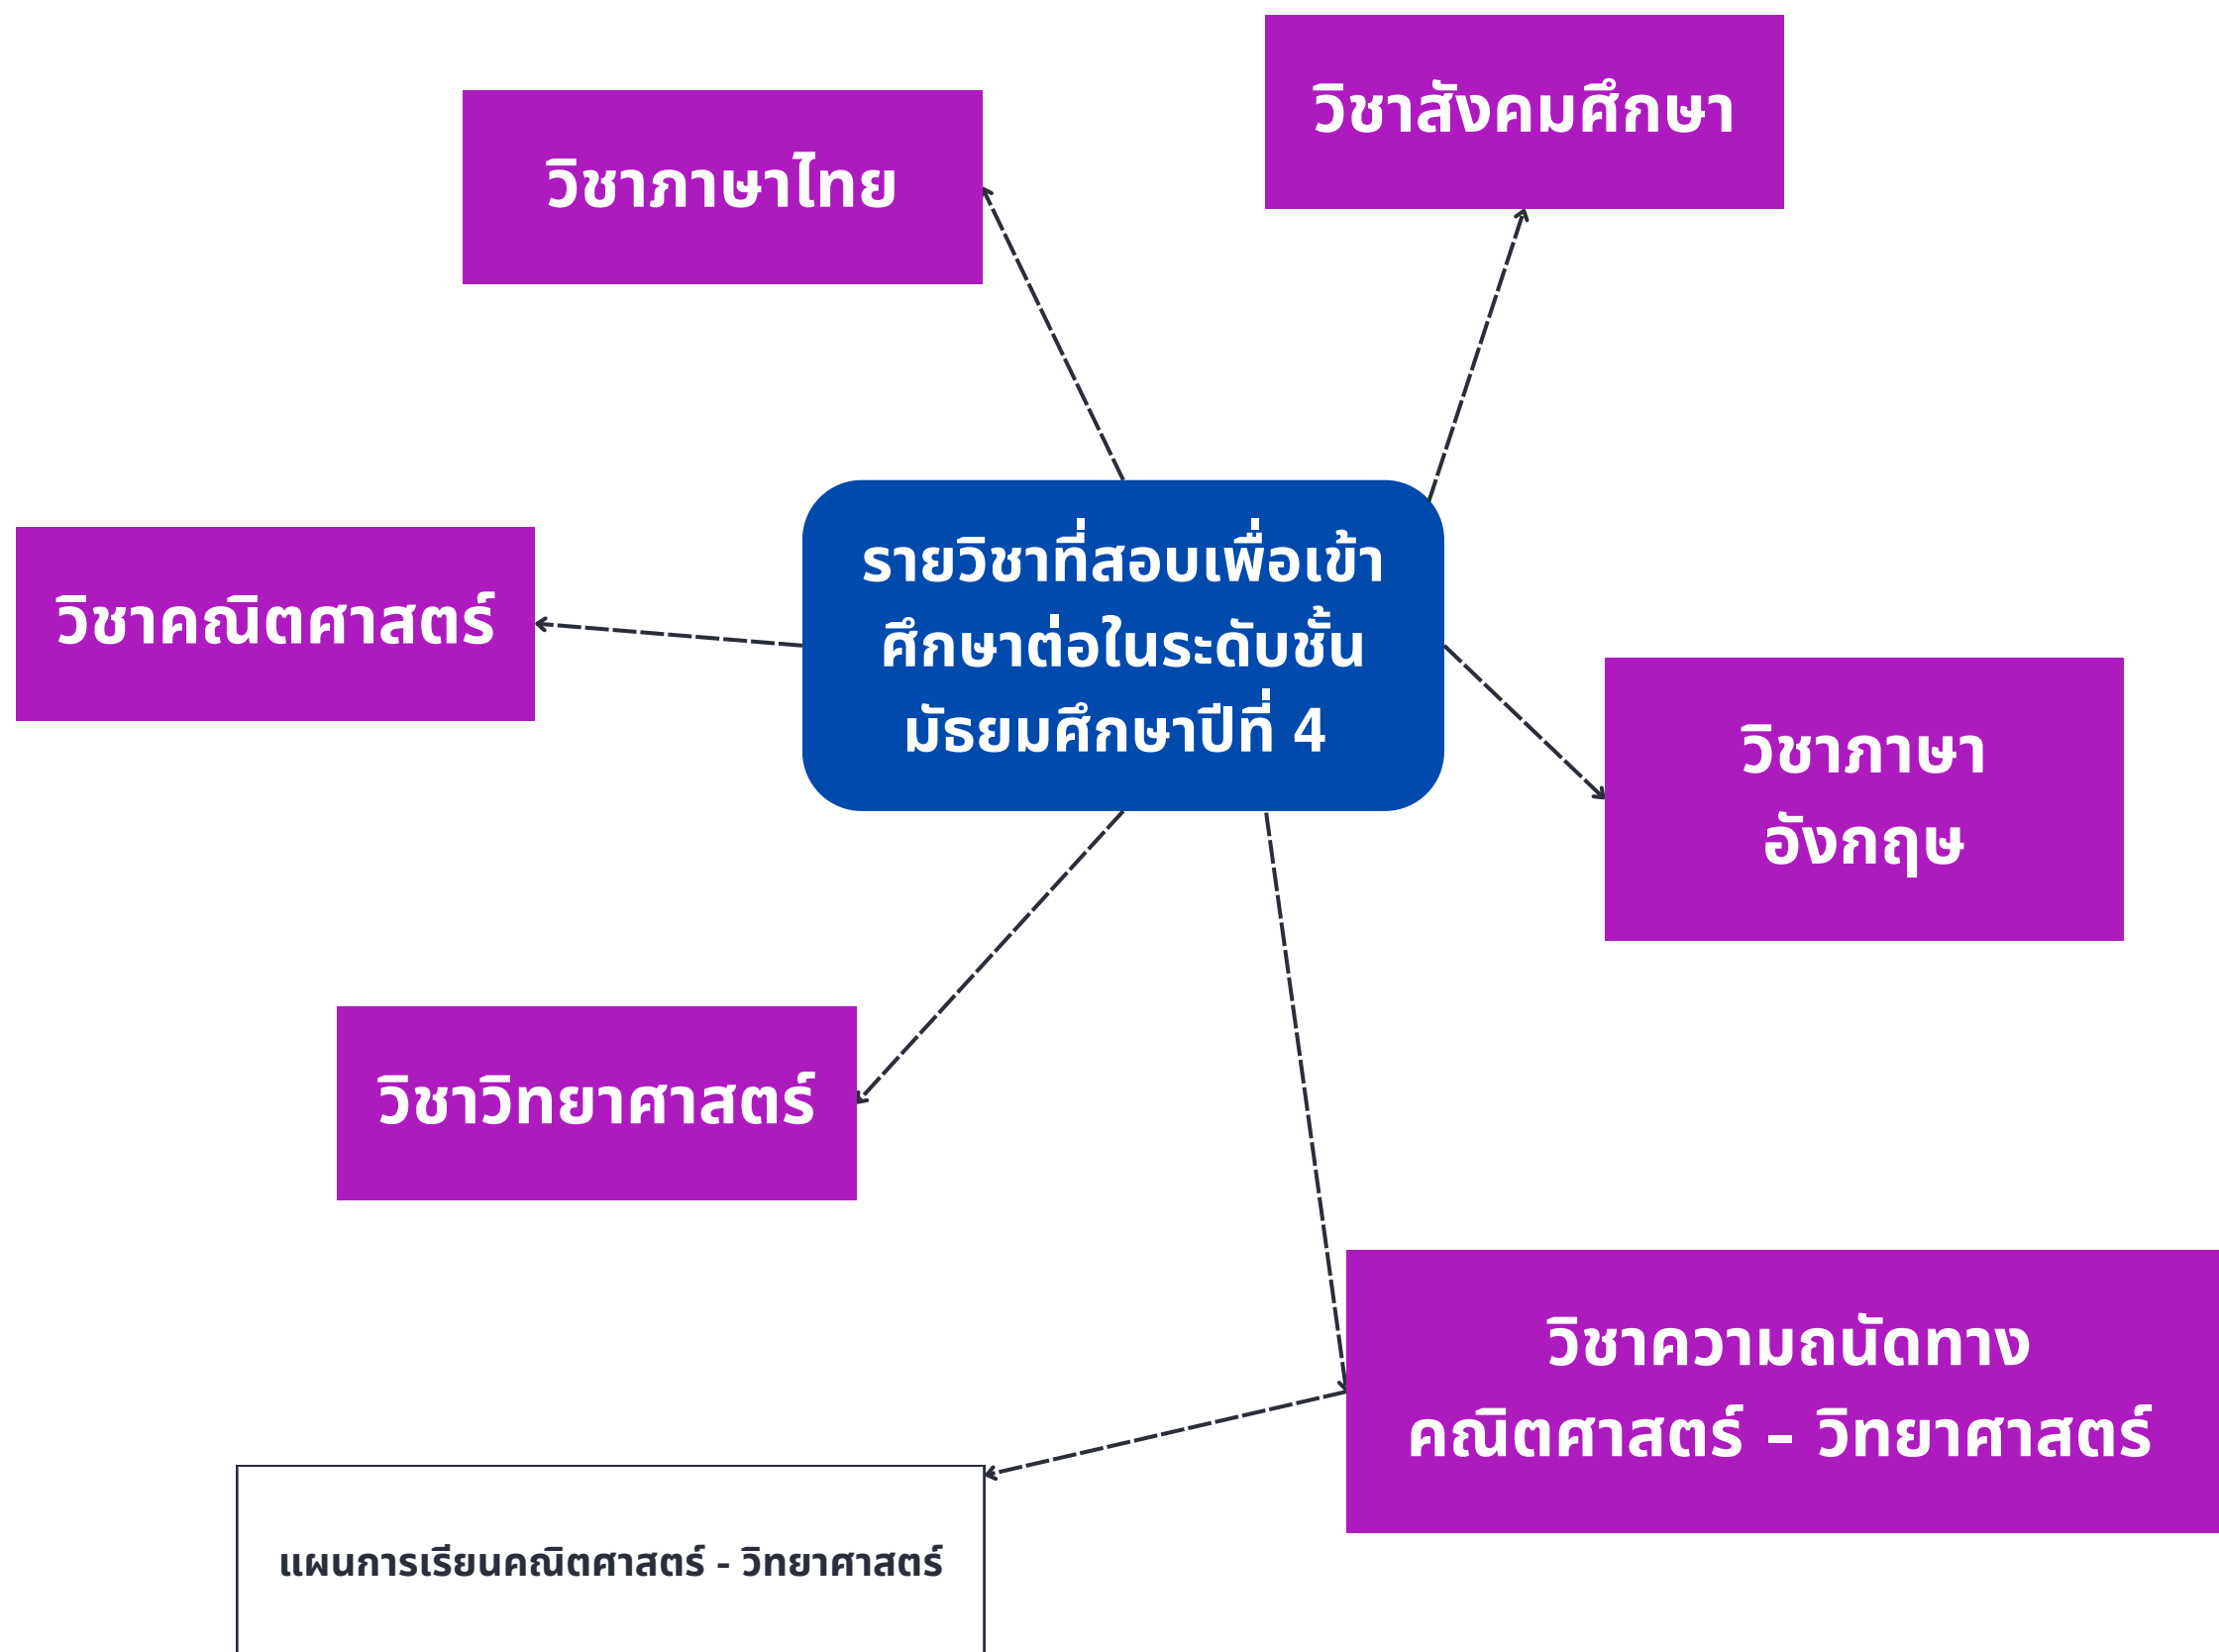 วิชาสังคมศึกษา
วิชาภาษาไทย
รายวิชาที่สอบเพื่อเข้า
ศึกษาต่อในระดับชั้น
มัธยมศึกษาปีที่ 4
วิชาคณิตศาสตร์
วิชาภาษา
อังกฤษ
วิชาวิทยาศาสตร์
วิชาความถนัดทาง
คณิตศาสตร์ – วิทยาศาสตร์
แผนการเรียนคณิตศาสตร์ - วิทยาศาสตร์